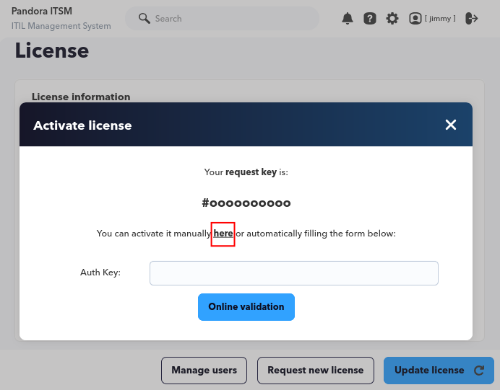 Pandora ITSM
ITIL Management System
Search
[ jimmy ]
License
License information
Activate license
Your request key is:
#oooooooooo
You can activate it manually here or automatically filling the form below:
Auth Key:
Online validation
Manage users
Request new license
Update license